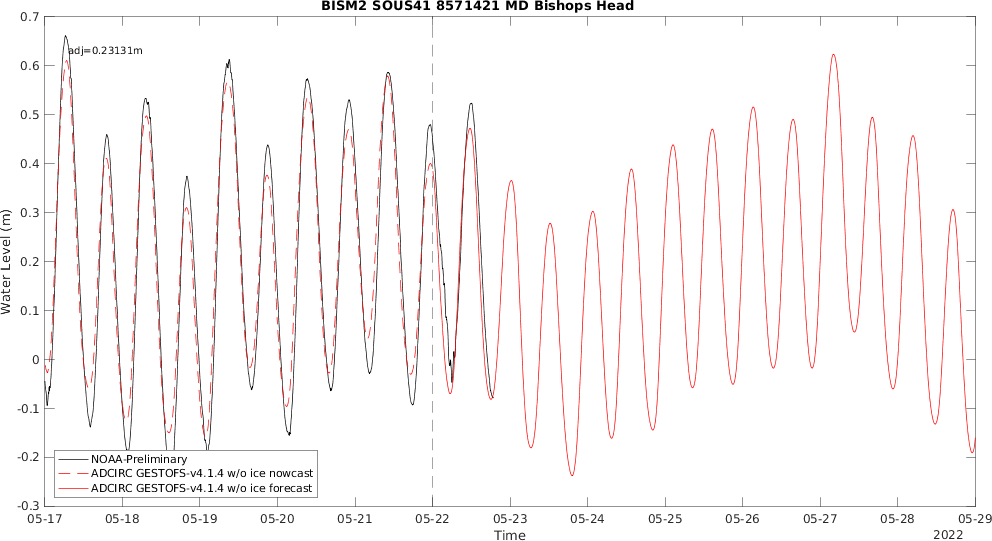 BISM2 SOUS41 8571421 MD Bishops Head
0.7
0.6
0.5
0.4
0.3
0.2
0.1
0
-0.1
-0.2
-0.3
Water Level (m)
adj=0.23131m
NOAA-Preliminary
ADCIRC GESTOFS-v4.1.4 w/o ice nowcast
ADCIRC GESTOFS-v4.1.4 w/o ice forecast
05-17 05-18 05-19 05-20 05-21 05-22 05-23 05-24 05-25 05-26 05-27 05-28 05-29
Time
2022